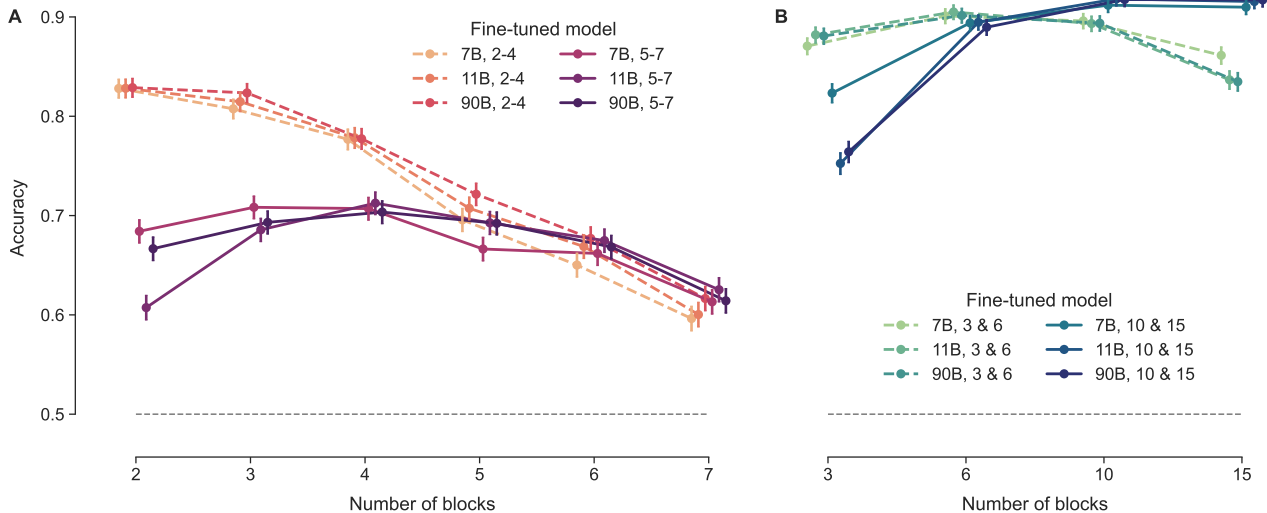 A
B
0.9
0.8
0.7
0.6
0.5
Accuracy
Fine-tuned model
7B, 2-4
11B, 2-4
90B, 2-4
7B, 5-7
11B, 5-7
90B, 5-7
2 3 4 5 6 7
Number of blocks
Fine-tuned model
7B, 3 & 6
11B, 3 & 6
90B, 3 & 6
7B, 10 & 15
11B, 10 & 15
90B, 10 & 15
3 6 10 15
Number of blocks